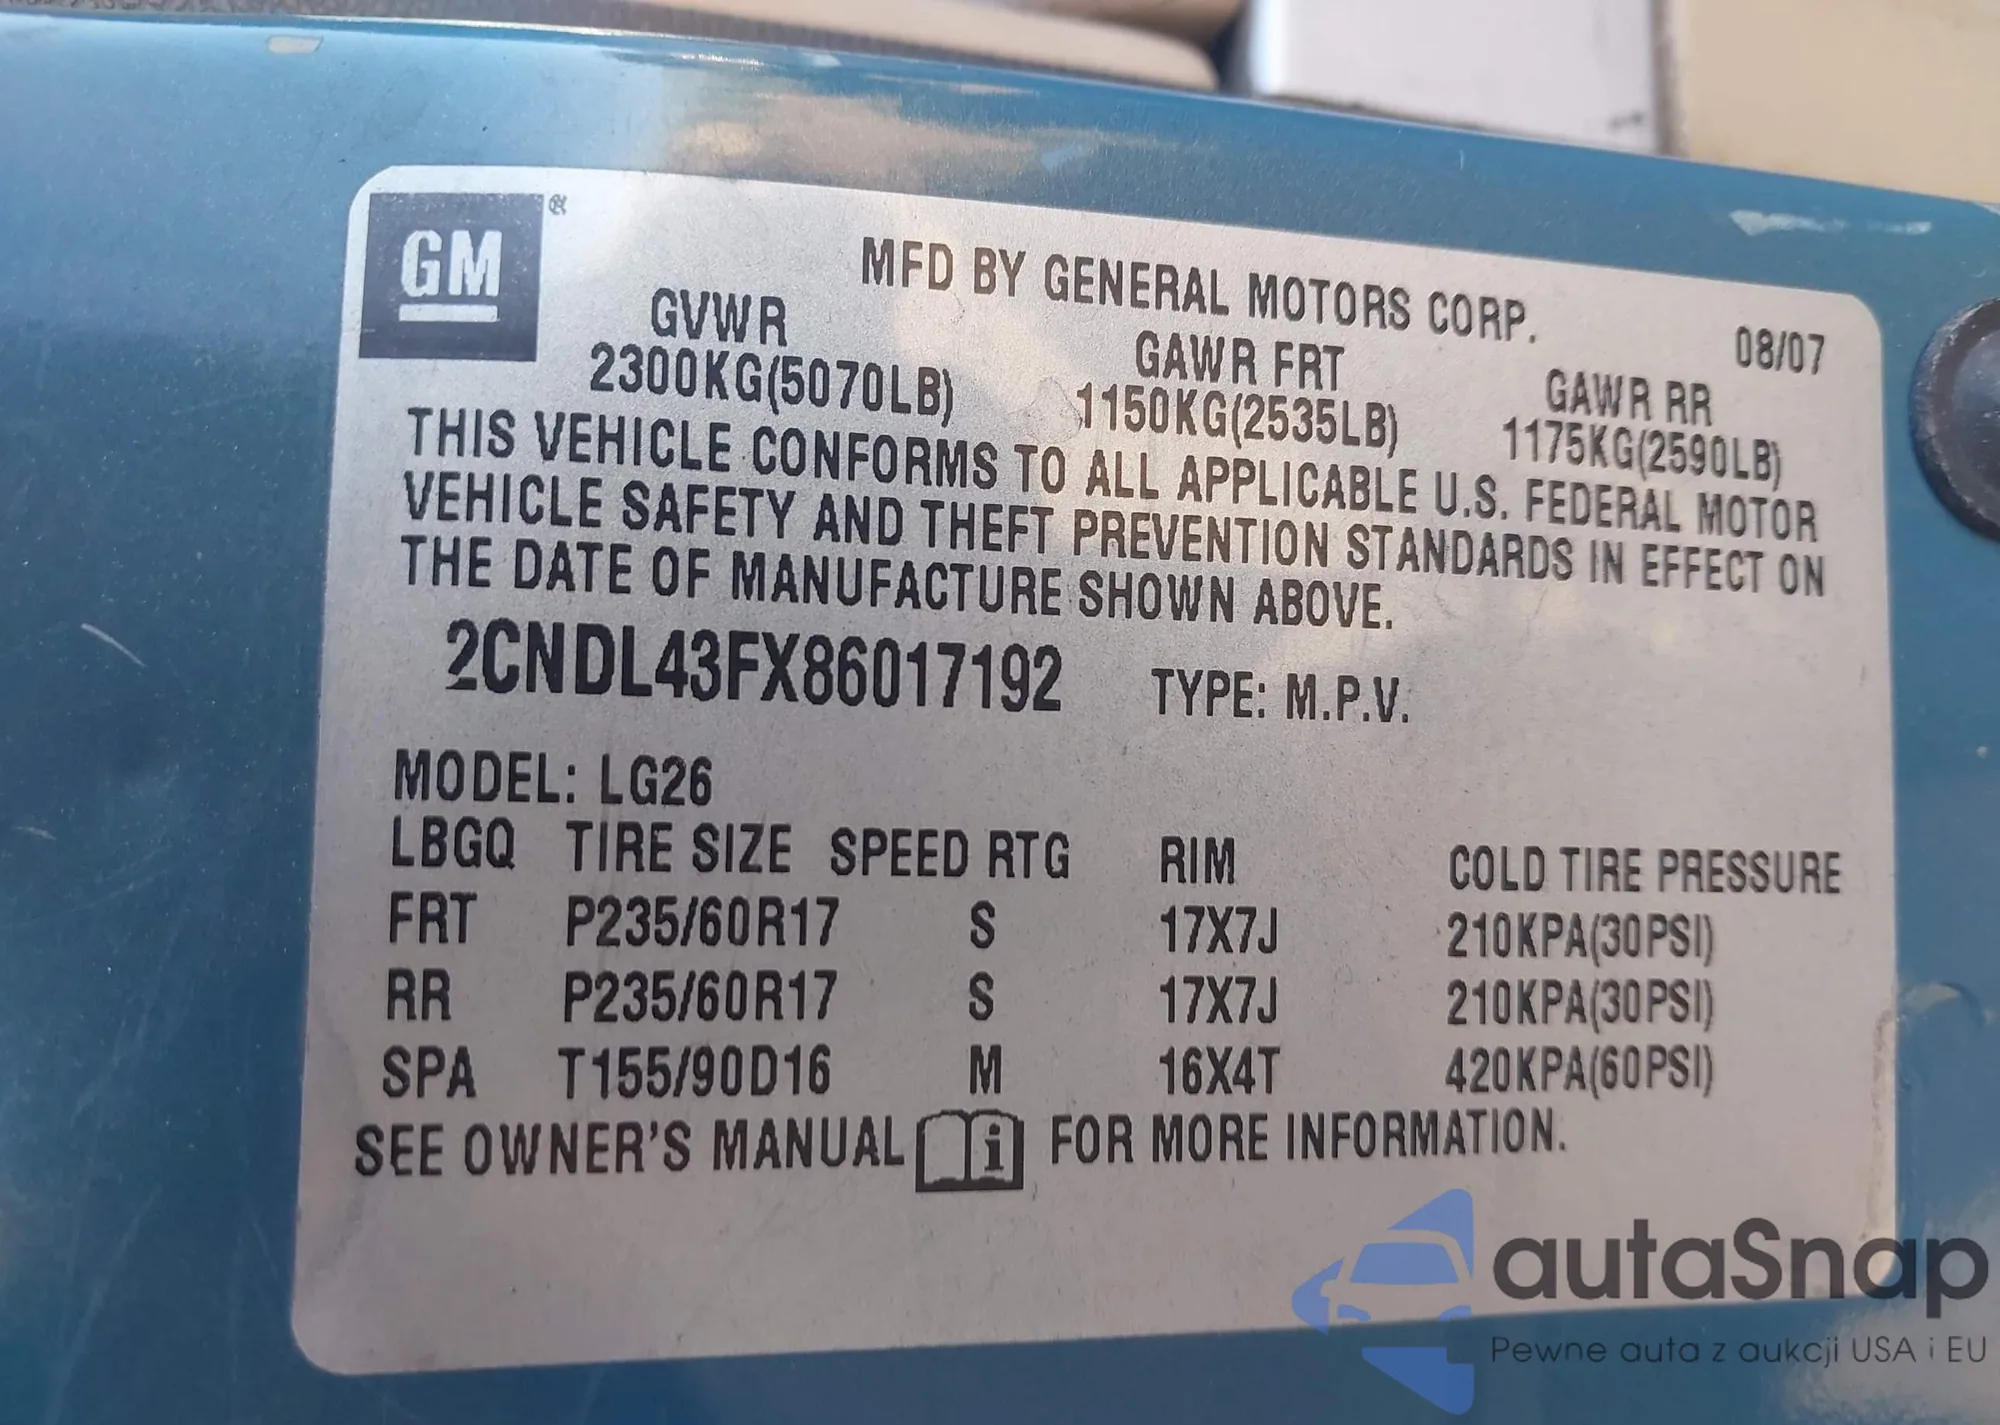 GM ®
MFD BY GENERAL MOTORS CORP. 08/07
GVWR GAWR FRT GAWR RR
2300KG(5070LB) 1150KG(2535LB) 1175KG(2590LB)
THIS VEHICLE CONFORMS TO ALL APPLICABLE U.S. FEDERAL MOTOR
VEHICLE SAFETY AND THEFT PREVENTION STANDARDS IN EFFECT ON
THE DATE OF MANUFACTURE SHOWN ABOVE.
2CNDL43FX86017192 TYPE: M.P.V.
MODEL: LG26
LBGQ TIRE SIZE SPEED RTG RIM COLD TIRE PRESSURE
FRT P235/60R17 S 17X7J 210KPA(30PSI)
RR P235/60R17 S 17X7J 210KPA(30PSI)
SPA T155/90D16 M 16X4T 420KPA(60PSI)
SEE OWNER'S MANUAL i FOR MORE INFORMATION.
autaSnap
Pewne auta z aukcji USA i EU